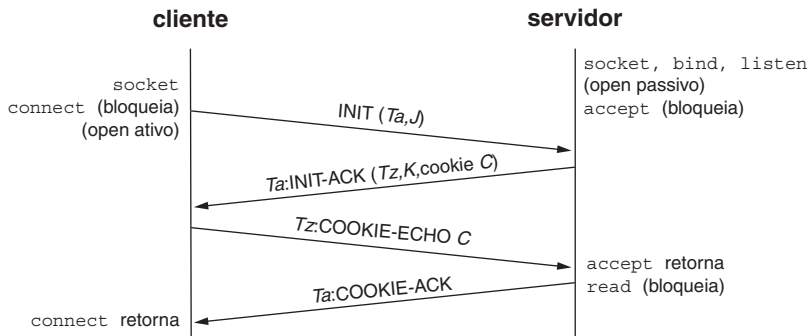 cliente
servidor
socket
connect (bloqueia)
(open ativo)
socket, bind, listen
(open passivo)
accept (bloqueia)
INIT (Ta,J)
Ta:INIT-ACK (Tz,K,cookie C)
Tz:COOKIE-ECHO C
accept retorna
read (bloqueia)
Ta:COOKIE-ACK
connect retorna